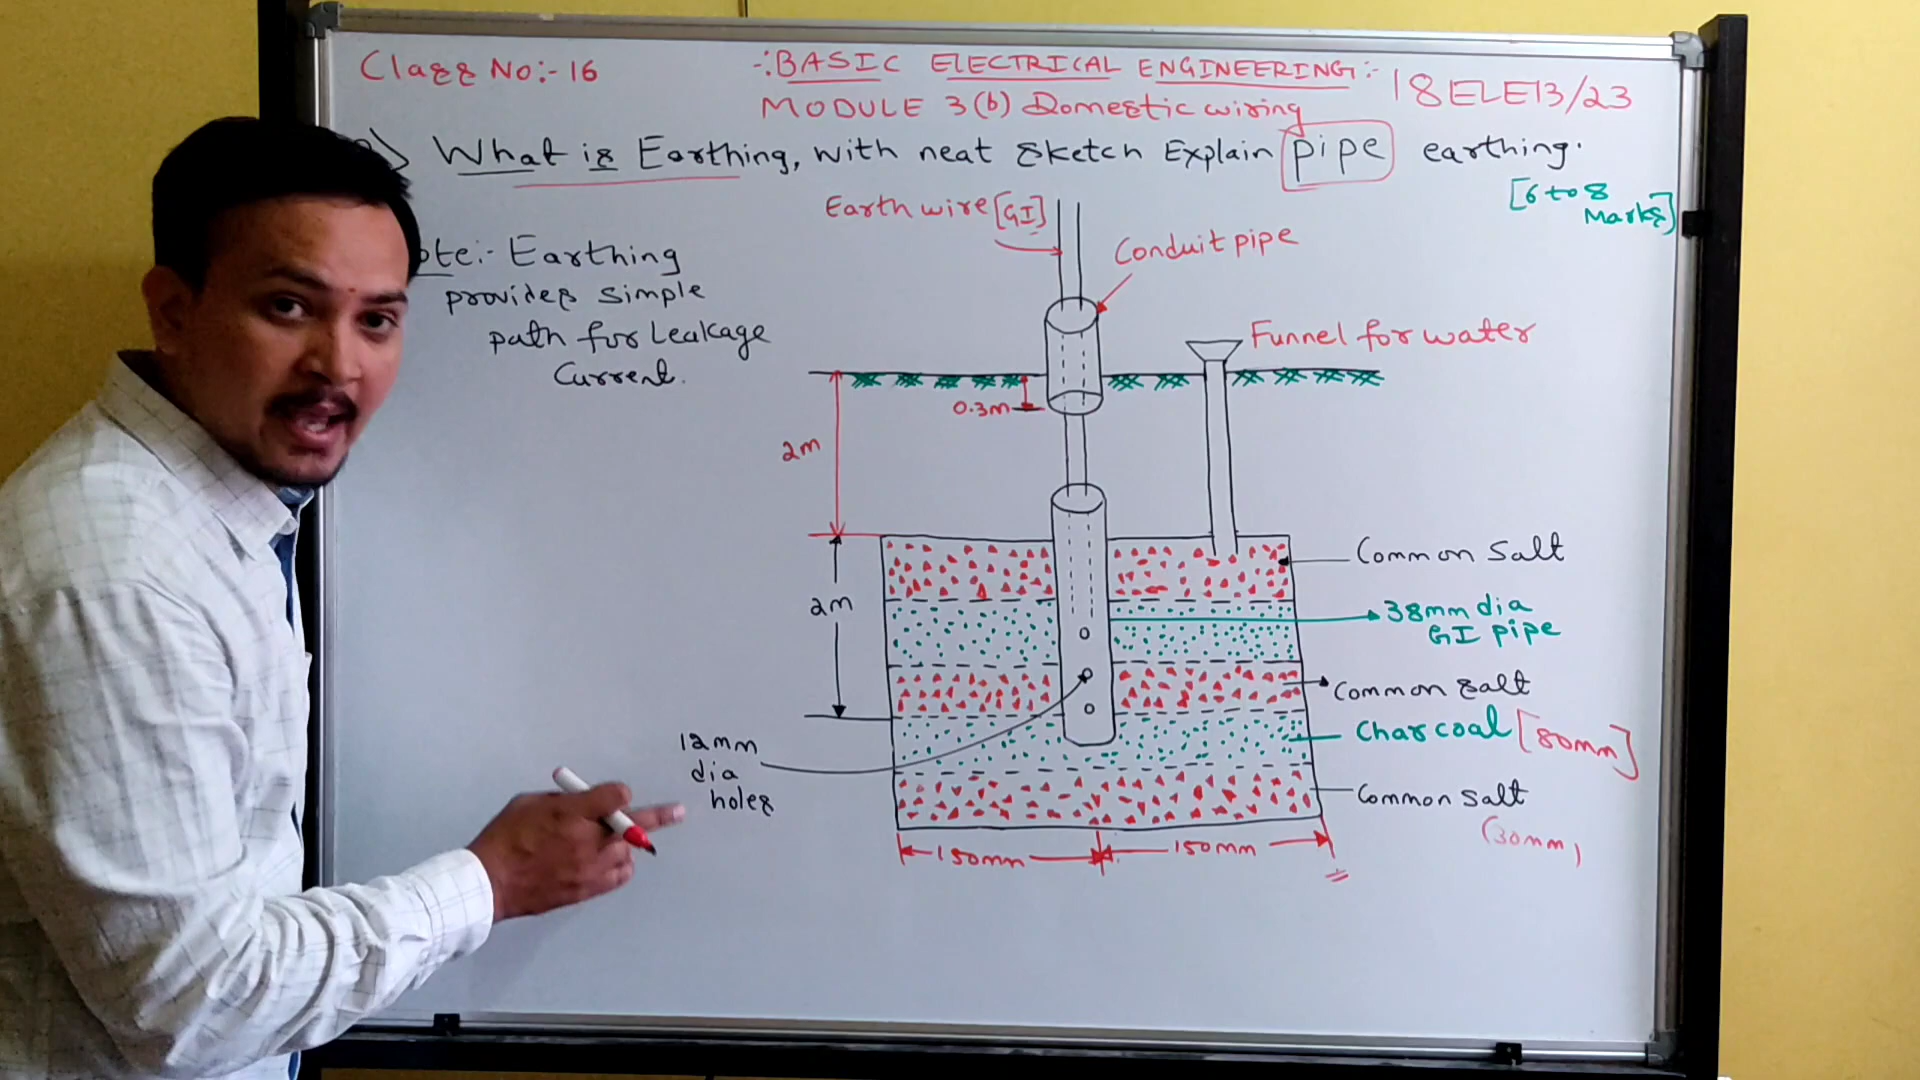 Class No:- 16
-:BASIC ELECTRICAL ENGINEERING:-
18ELE13/23
MODULE 3(b) Domestic wiring
What is Earthing, with neat sketch Explain pipe earthing.
[6 to 8
Marks]
Earth wire [GI]
Conduit pipe
ote:- Earthing
provides simple
path for Leakage
Current.
Funnel for water
0.3m
2m
Common Salt
2m
38mm dia
GI pipe
Common salt
Charcoal [80mm]
12mm
dia
holes
Common salt
(30mm)
150mm
150mm